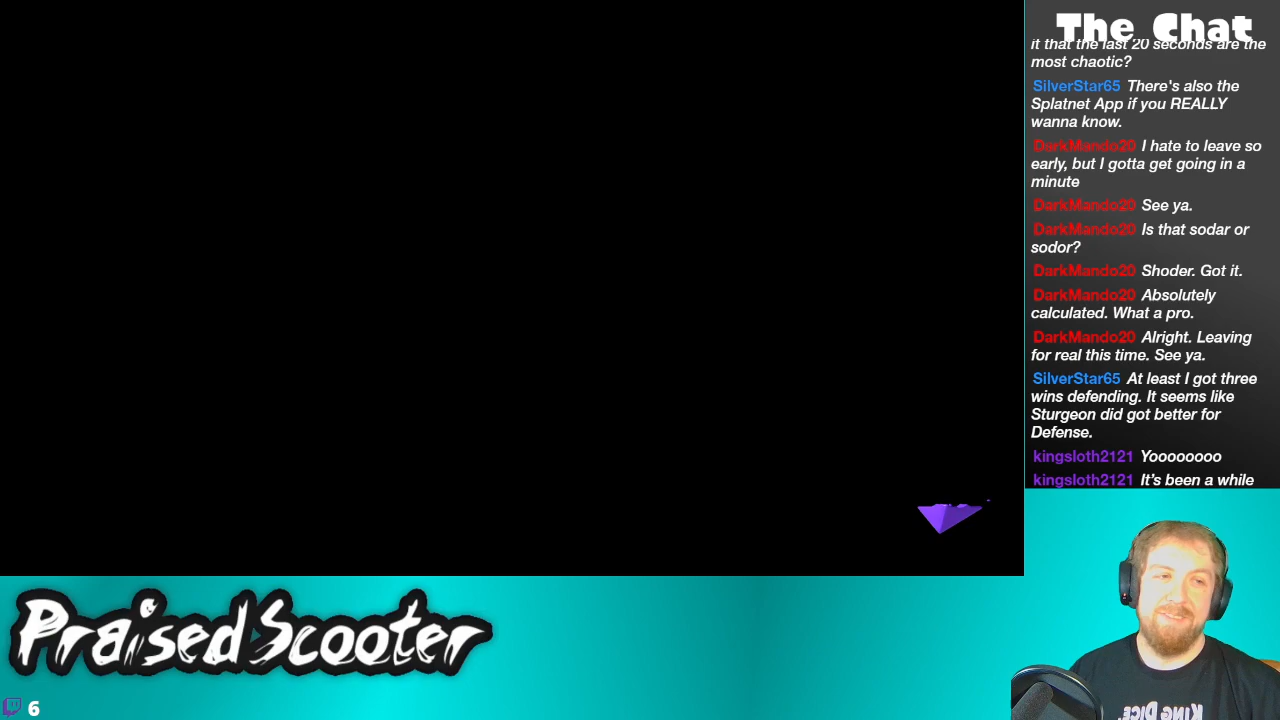 The Chat
it that the last 20 seconds are the
most chaotic?
SilverStar65 There's also the
Splatnet App if you REALLY
wanna know.
DarkMando20 I hate to leave so
early, but I gotta get going in a
minute
DarkMando20 See ya.
DarkMando20 Is that sodar or
sodor?
DarkMando20 Shoder. Got it.
DarkMando20 Absolutely
calculated. What a pro.
DarkMando20 Alright. Leaving
for real this time. See ya.
SilverStar65 At least I got three
wins defending. It seems like
Sturgeon did got better for
Defense.
kingsloth2121 Yoooooooo
kingsloth2121 It's been a while
PraisedScooter
KING DICE.
6